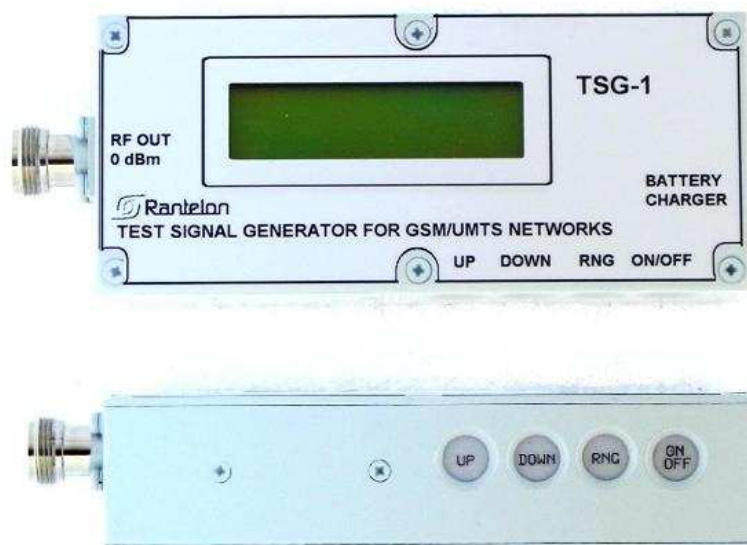 TSG-1
RF OUT
0 dBm
BATTERY
CHARGER
Rantelon
TEST SIGNAL GENERATOR FOR GSM/UMTS NETWORKS
UP DOWN RNG ON/OFF
UP DOWN RNG ON
OFF